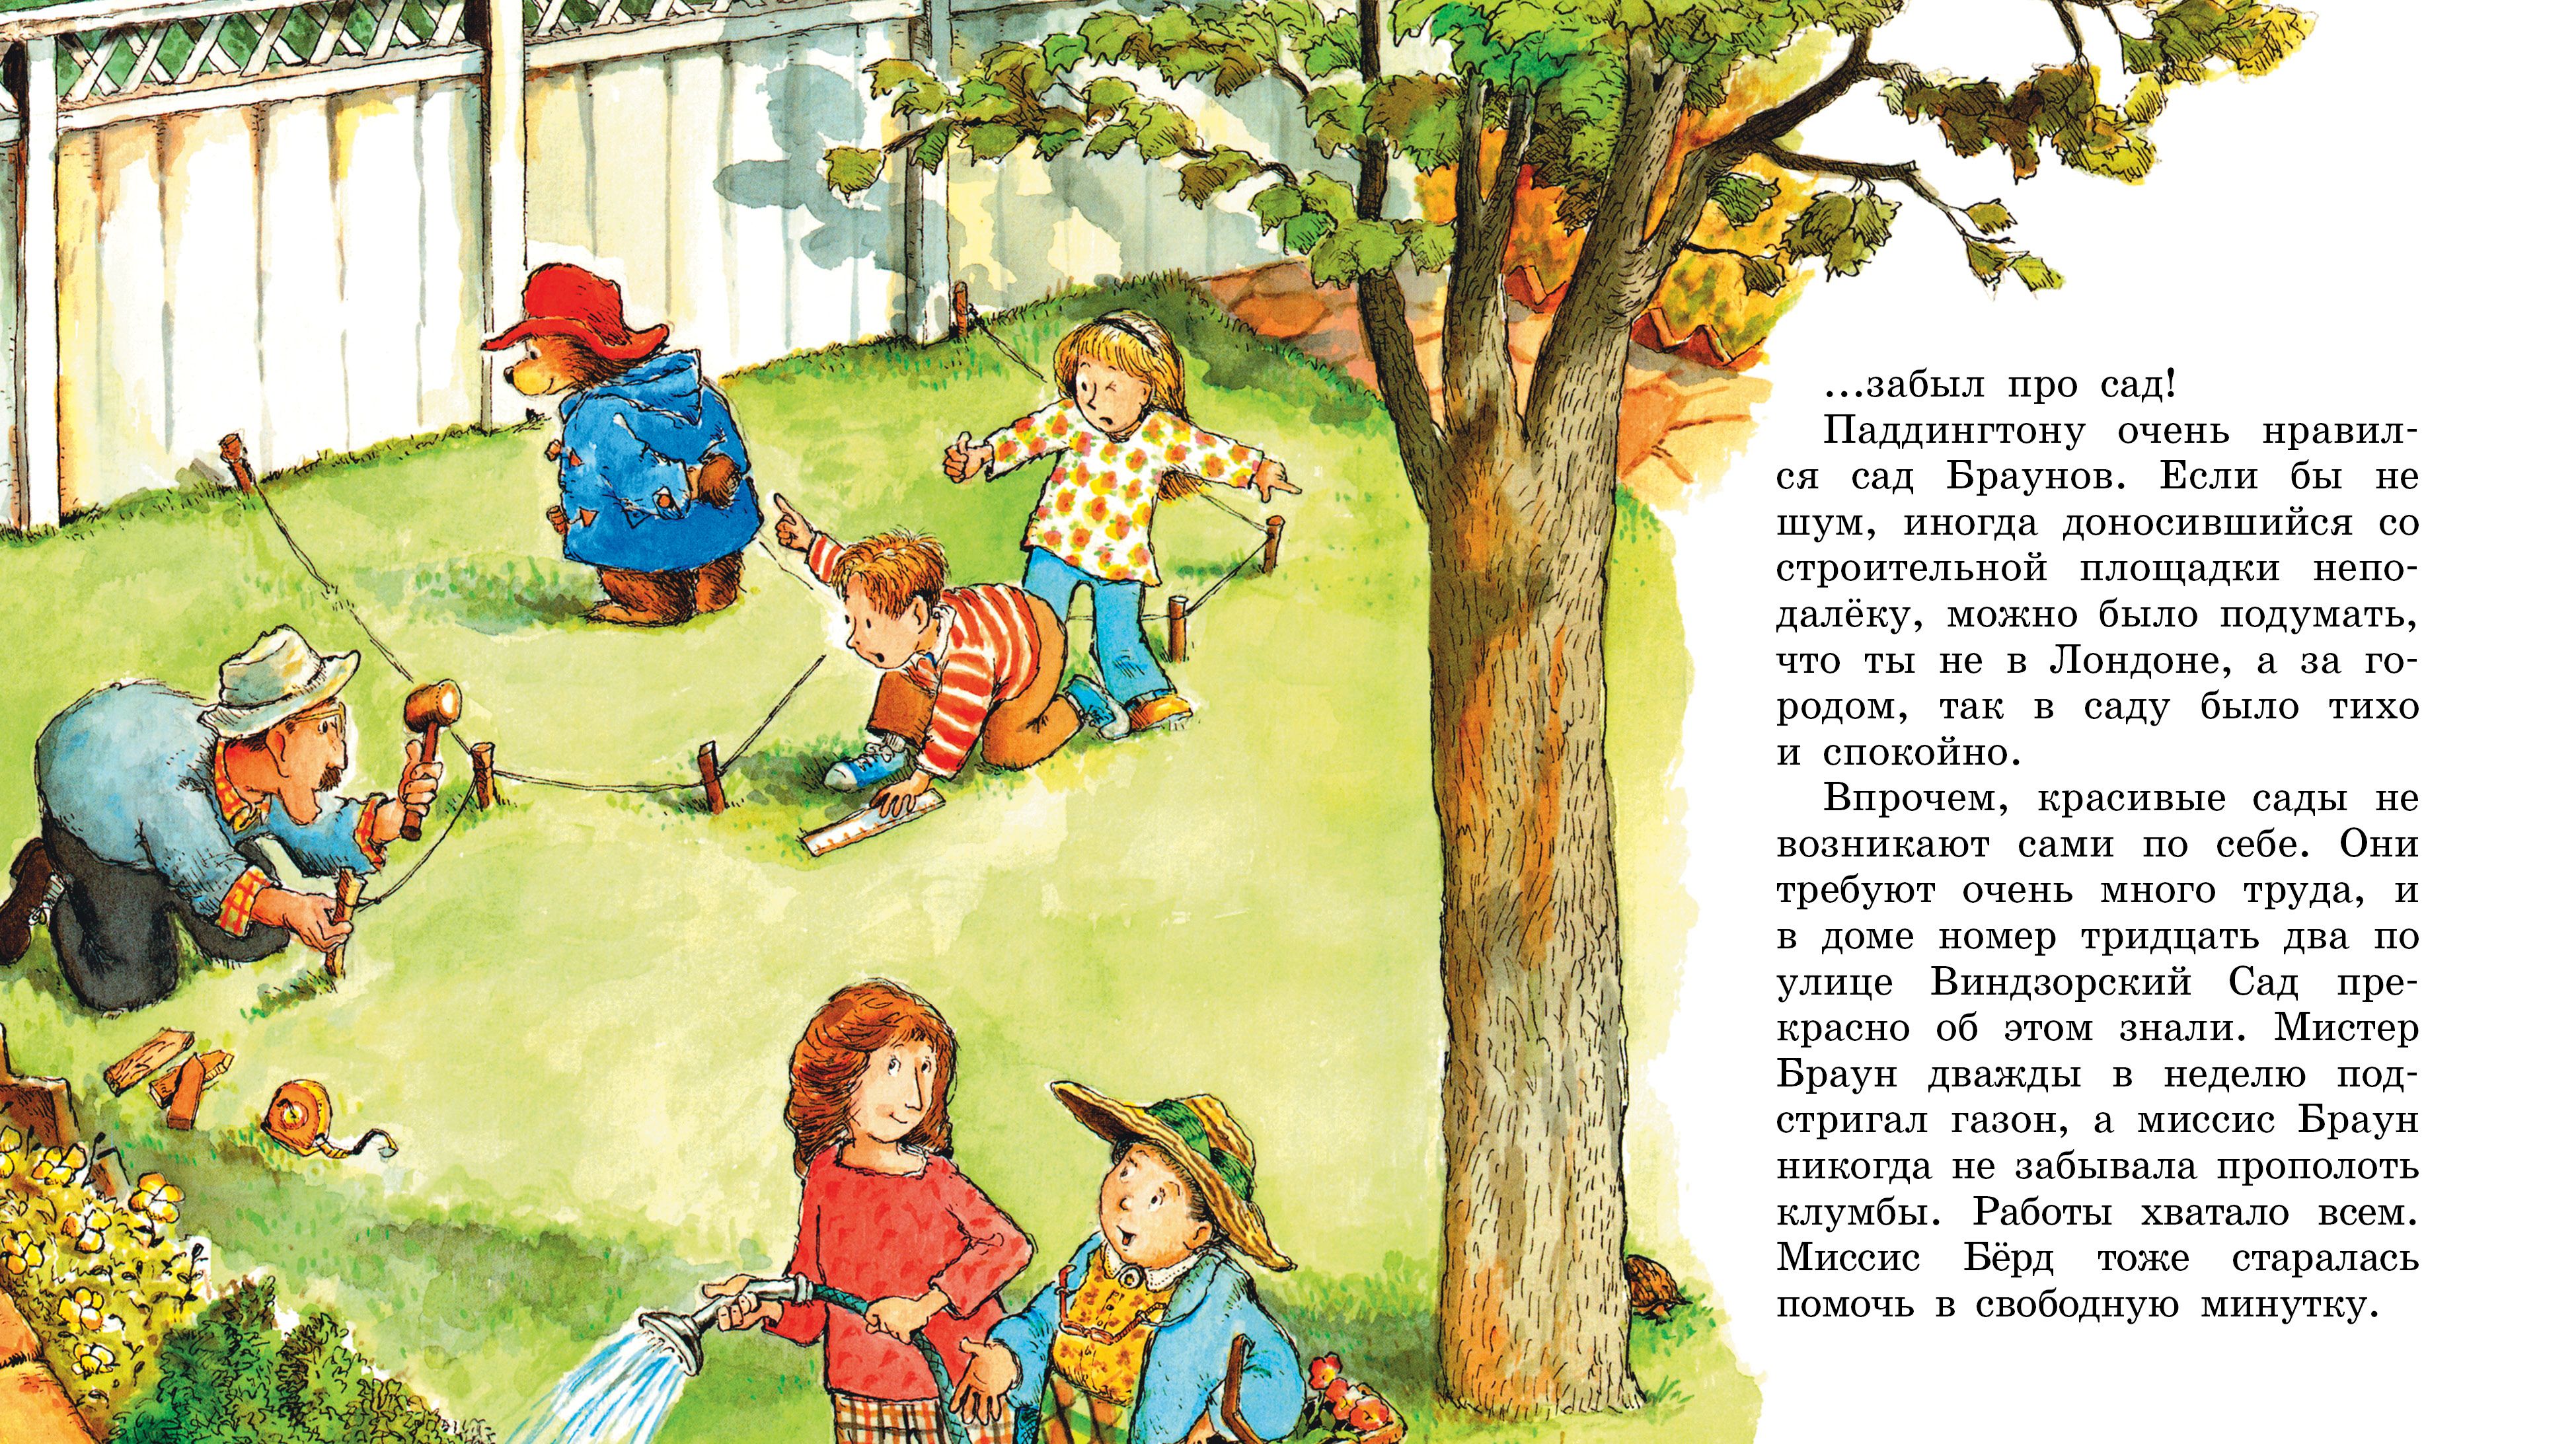 ...забыл про сад!
Паддингтону очень нравил-
ся сад Браунов. Если бы не
шум, иногда доносившийся со
строительной площадки непо-
далёку, можно было подумать,
что ты не в Лондоне, а за го-
родом, так в саду было тихо
и спокойно.
Впрочем, красивые сады не
возникают сами по себе. Они
требуют очень много труда, и
в доме номер тридцать два по
улице Виндзорский Сад пре-
красно об этом знали. Мистер
Браун дважды в неделю под-
стригал газон, а миссис Браун
никогда не забывала прополоть
клумбы. Работы хватало всем.
Миссис Бёрд тоже старалась
помочь в свободную минутку.